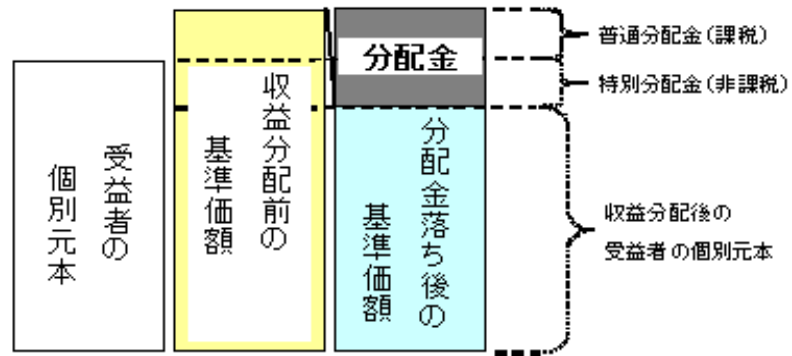 受益者の
個別元本
収益分配前の
基準価額
分配金
分配金落ち後の
基準価額
普通分配金(課税)
特別分配金(非課税)
収益分配後の
受益者の個別元本